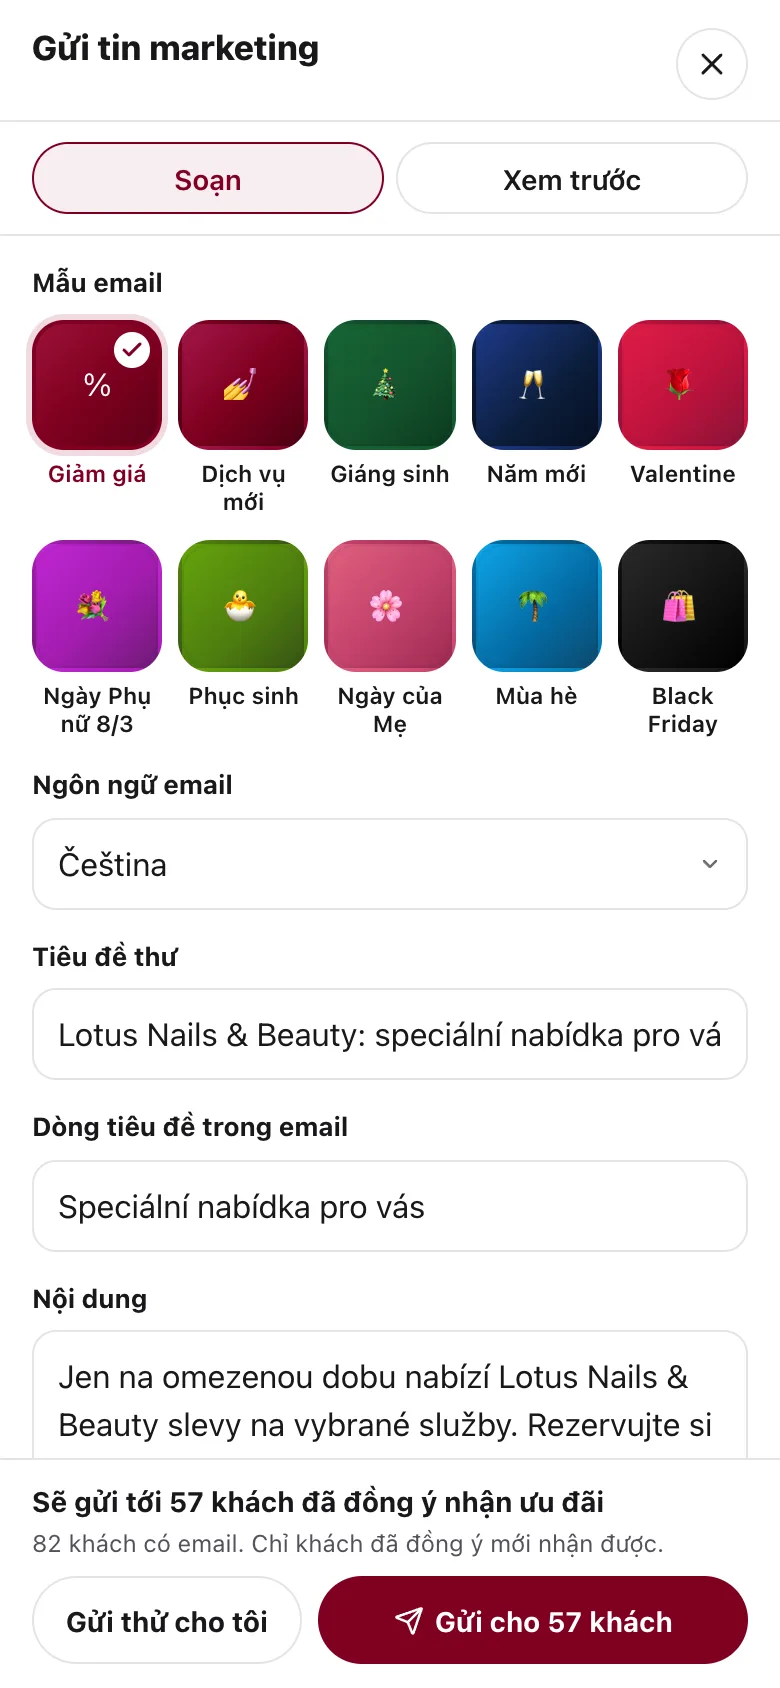 Gửi tin marketing
Soạn
Xem trước
Mẫu email
%
Giảm giá
Dịch vụ
mới
Giáng sinh
Năm mới
Valentine
Ngày Phụ
nữ 8/3
Phục sinh
Ngày của
Mẹ
Mùa hè
Black
Friday
Ngôn ngữ email
Čeština
Tiêu đề thư
Lotus Nails & Beauty: speciální nabídka pro vá
Dòng tiêu đề trong email
Speciální nabídka pro vás
Nội dung
Jen na omezenou dobu nabízí Lotus Nails &
Beauty slevy na vybrané služby. Rezervujte si
Sẽ gửi tới 57 khách đã đồng ý nhận ưu đãi
82 khách có email. Chỉ khách đã đồng ý mới nhận được.
Gửi thử cho tôi
Gửi cho 57 khách